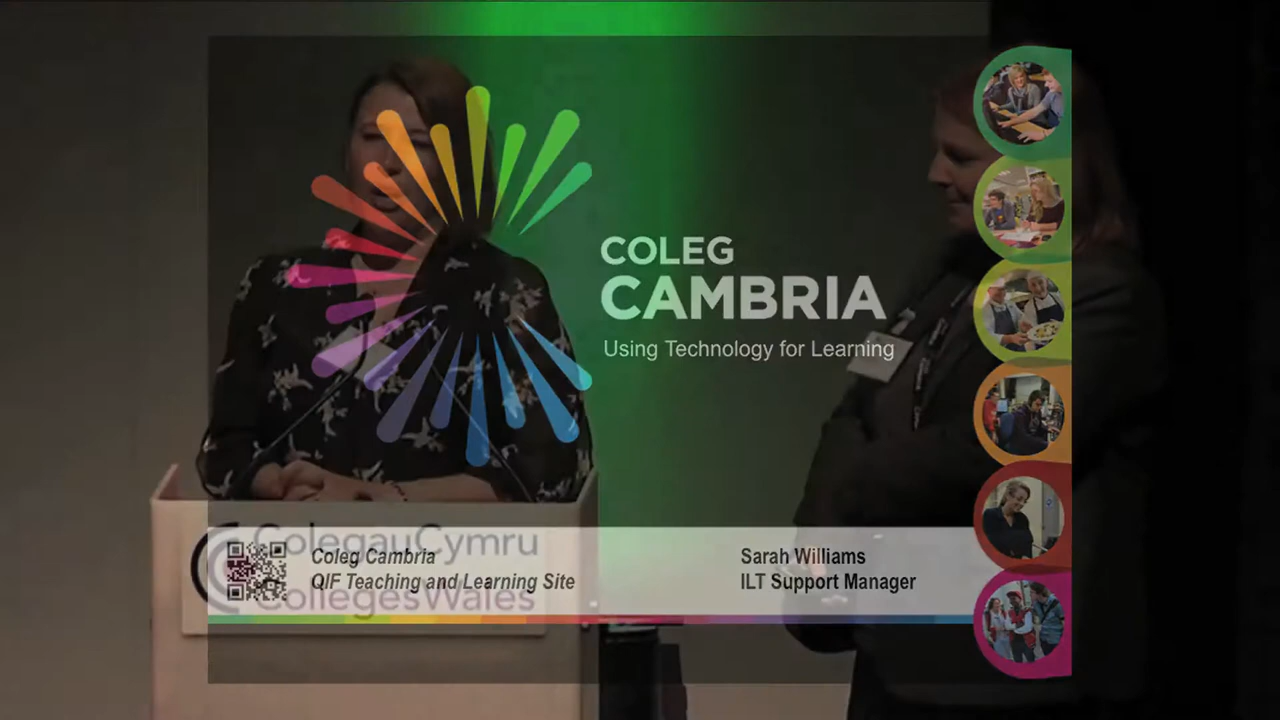 COLEG
CAMBRIA
Using Technology for Learning
ColegauCymru
Coleg Cambria
Sarah Williams
QIF Teaching and Learning Site
ILT Support Manager
CollegesWales